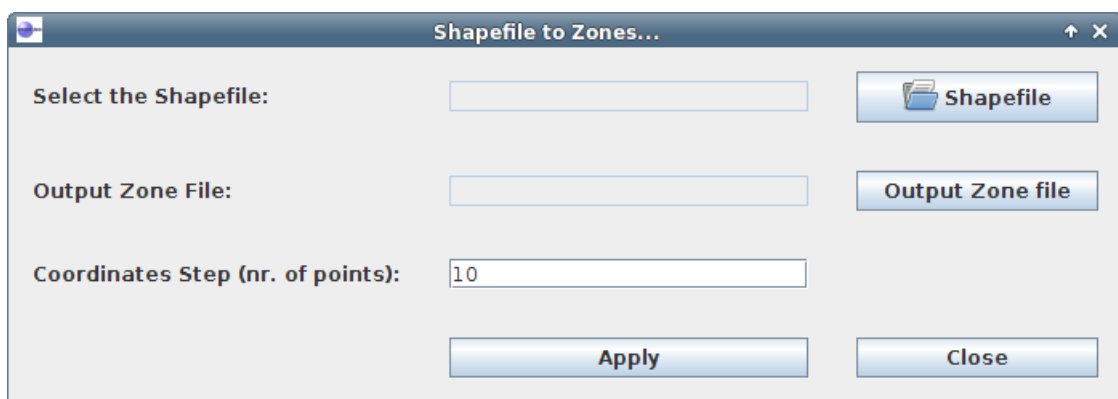 Shapefile to Zones...
Select the Shapefile:
Shapefile
Output Zone File:
Output Zone file
Coordinates Step (nr. of points):
10
Apply
Close